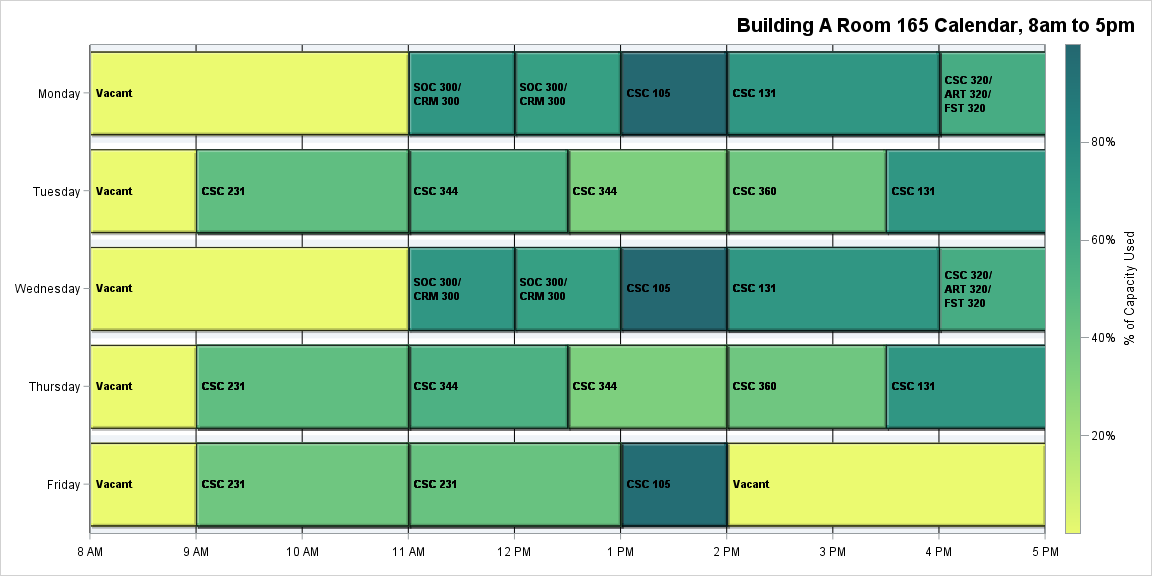 Building A Room 165 Calendar, 8am to 5pm
Monday
Vacant
SOC 300/
CRM 300
SOC 300/
CRM 300
CSC 105
CSC 131
CSC 320/
ART 320/
FST 320
Tuesday
Vacant
CSC 231
CSC 344
CSC 344
CSC 360
CSC 131
Wednesday
Vacant
SOC 300/
CRM 300
SOC 300/
CRM 300
CSC 105
CSC 131
CSC 320/
ART 320/
FST 320
Thursday
Vacant
CSC 231
CSC 344
CSC 344
CSC 360
CSC 131
Friday
Vacant
CSC 231
CSC 231
CSC 105
Vacant
8 AM
9 AM
10 AM
11 AM
12 PM
1 PM
2 PM
3 PM
4 PM
5 PM
80%
60%
40%
20%
% of Capacity Used